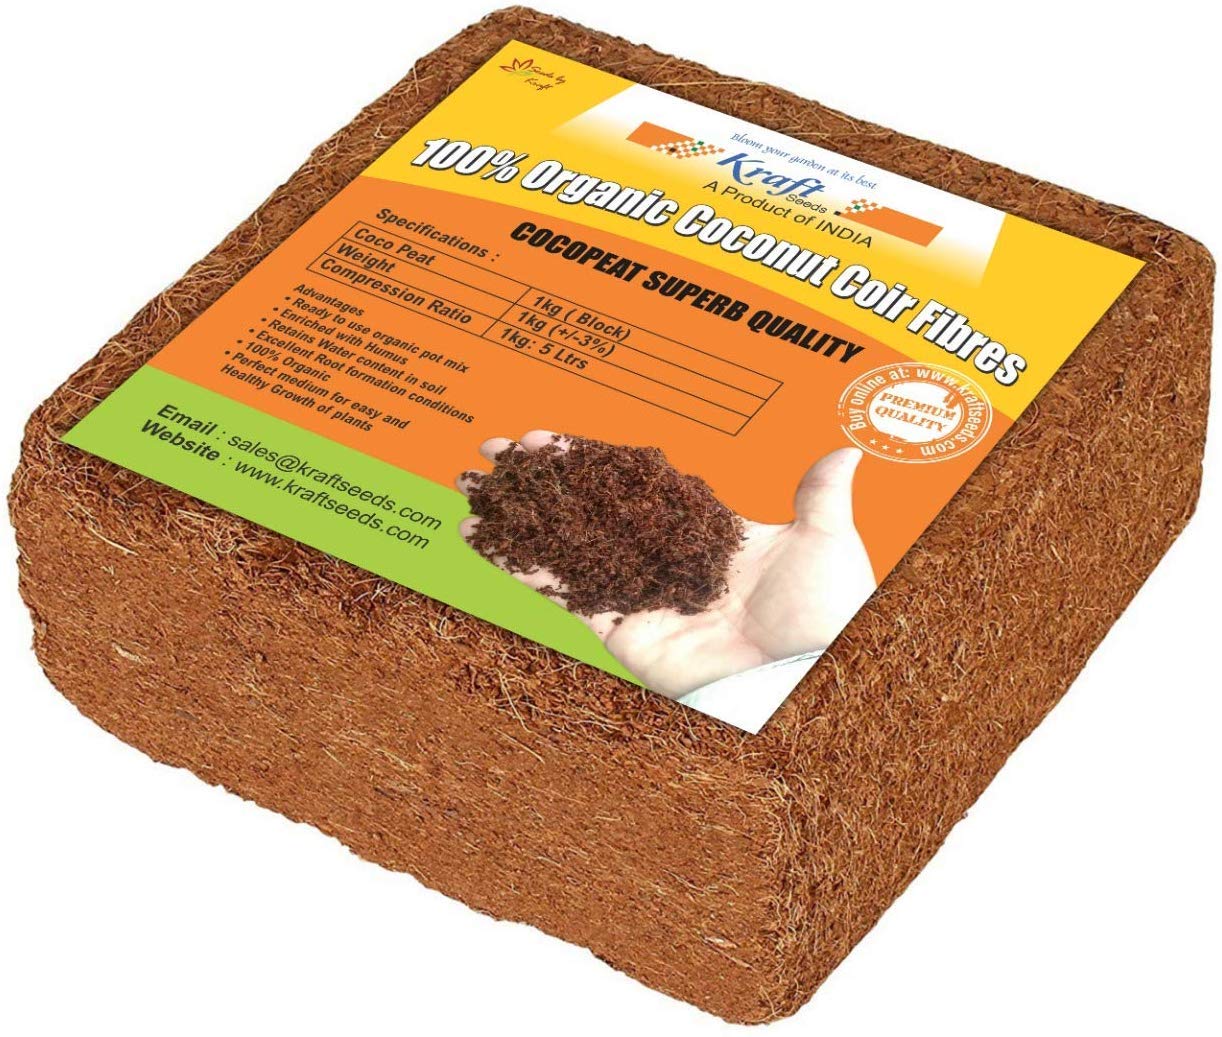 Seeds by
Kraft
Bloom your garden at its best
Kraft
Seeds
A Product of INDIA
100% Organic Coconut Coir Fibres
COCOPEAT SUPERB QUALITY
Specifications :
Coco Peat 1kg ( Block)
Weight 1kg (+/-3%)
Compression Ratio 1kg: 5 Ltrs
Advantages
• Ready to use organic pot mix
• Enriched with Humus
• Retains Water content in soil
• Excellent Root formation conditions
• 100% Organic
• Perfect medium for easy and
Healthy Growth of plants
Buy online at: www.kraftseeds.com
PREMIUM
QUALITY
Email : sales@kraftseeds.com
Website : www.kraftseeds.com